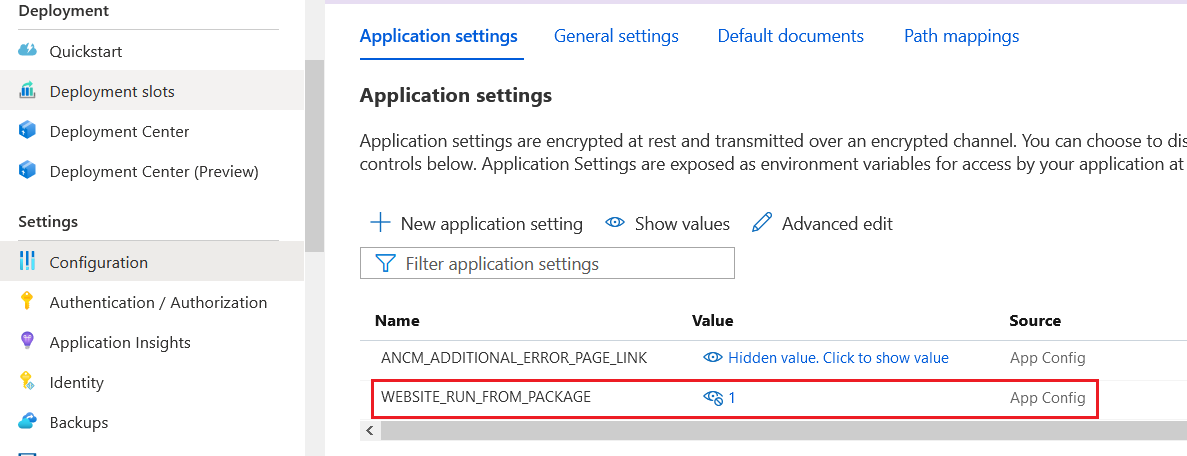 Deployment
Quickstart
Deployment slots
Deployment Center
Deployment Center (Preview)
Settings
Configuration
Authentication / Authorization
Application Insights
Identity
Backups
Application settings
General settings
Default documents
Path mappings
Application settings
Application settings are encrypted at rest and transmitted over an encrypted channel. You can choose to dis
controls below. Application Settings are exposed as environment variables for access by your application at
New application setting
Show values
Advanced edit
Filter application settings
Name Value Source
ANCM_ADDITIONAL_ERROR_PAGE_LINK Hidden value. Click to show value App Config
WEBSITE_RUN_FROM_PACKAGE 1 App Config